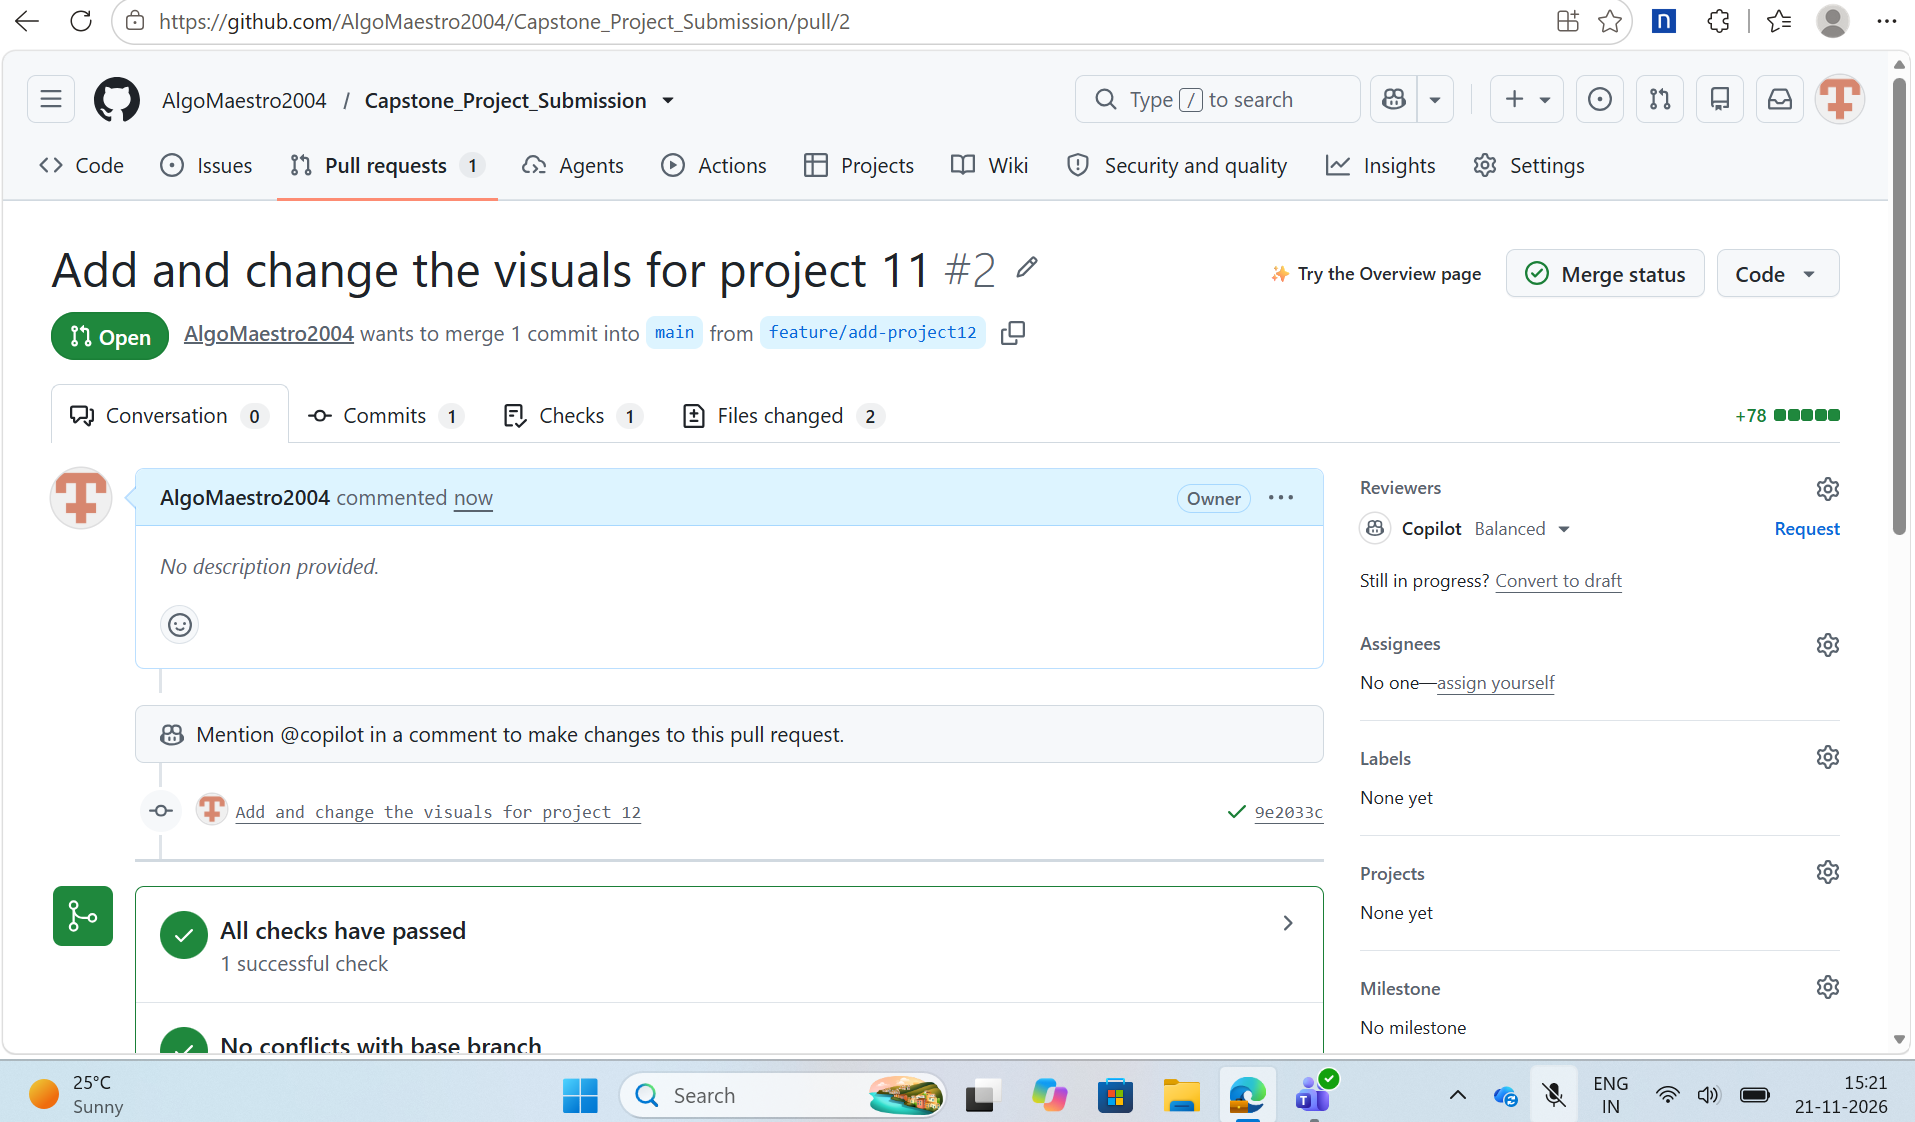 https://github.com/AlgoMaestro2004/Capstone_Project_Submission/pull/2
AlgoMaestro2004 / Capstone_Project_Submission
Type / to search
Code Issues Pull requests 1 Agents Actions Projects Wiki Security and quality Insights Settings
Add and change the visuals for project 11 #2
Try the Overview page Merge status Code
Open AlgoMaestro2004 wants to merge 1 commit into main from feature/add-project12
Conversation 0 Commits 1 Checks 1 Files changed 2 +78
AlgoMaestro2004 commented now Owner
No description provided.
Mention @copilot in a comment to make changes to this pull request.
Add and change the visuals for project 12 9e2033c
All checks have passed
1 successful check
No conflicts with base branch
Reviewers
Copilot Balanced Request
Still in progress? Convert to draft
Assignees
No one—assign yourself
Labels
None yet
Projects
None yet
Milestone
No milestone
25°C
Sunny
Search
ENG
IN
15:21
21-11-2026